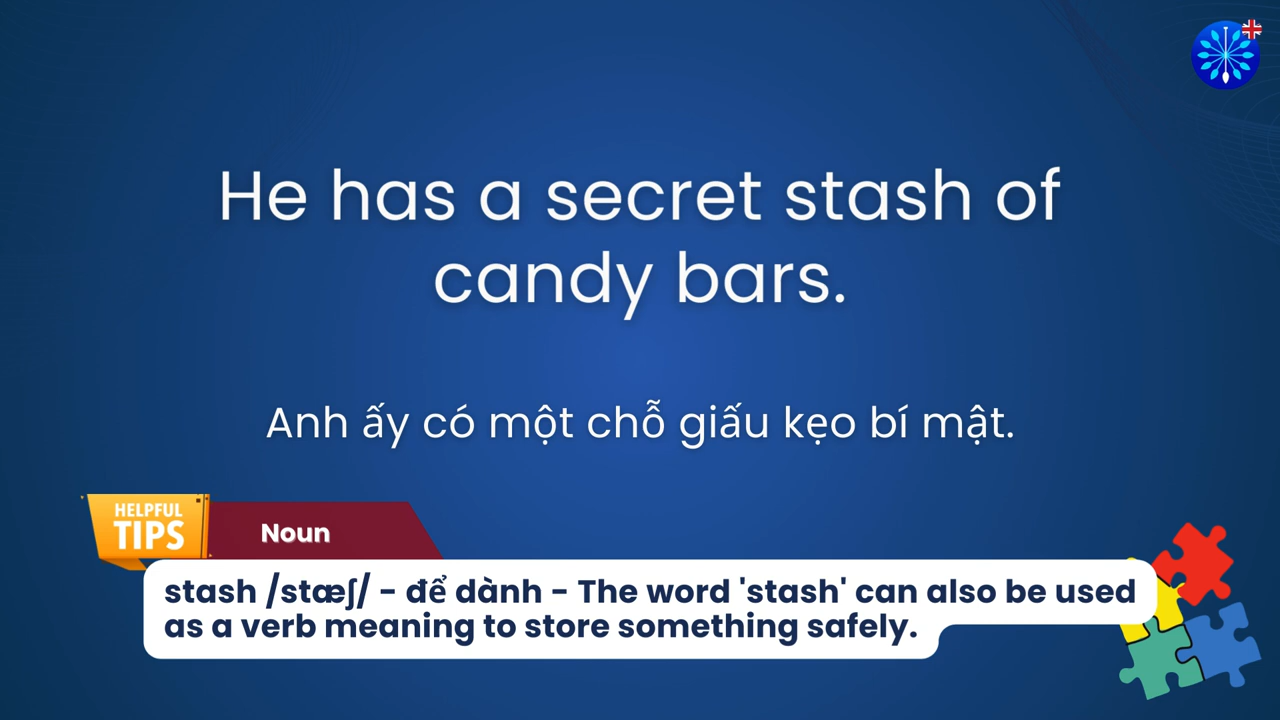 He has a secret stash of
candy bars.
Anh ấy có một chỗ giấu kẹo bí mật.
HELPFUL
TIPS
Noun
stash /stæʃ/ - để dành - The word 'stash' can also be used
as a verb meaning to store something safely.